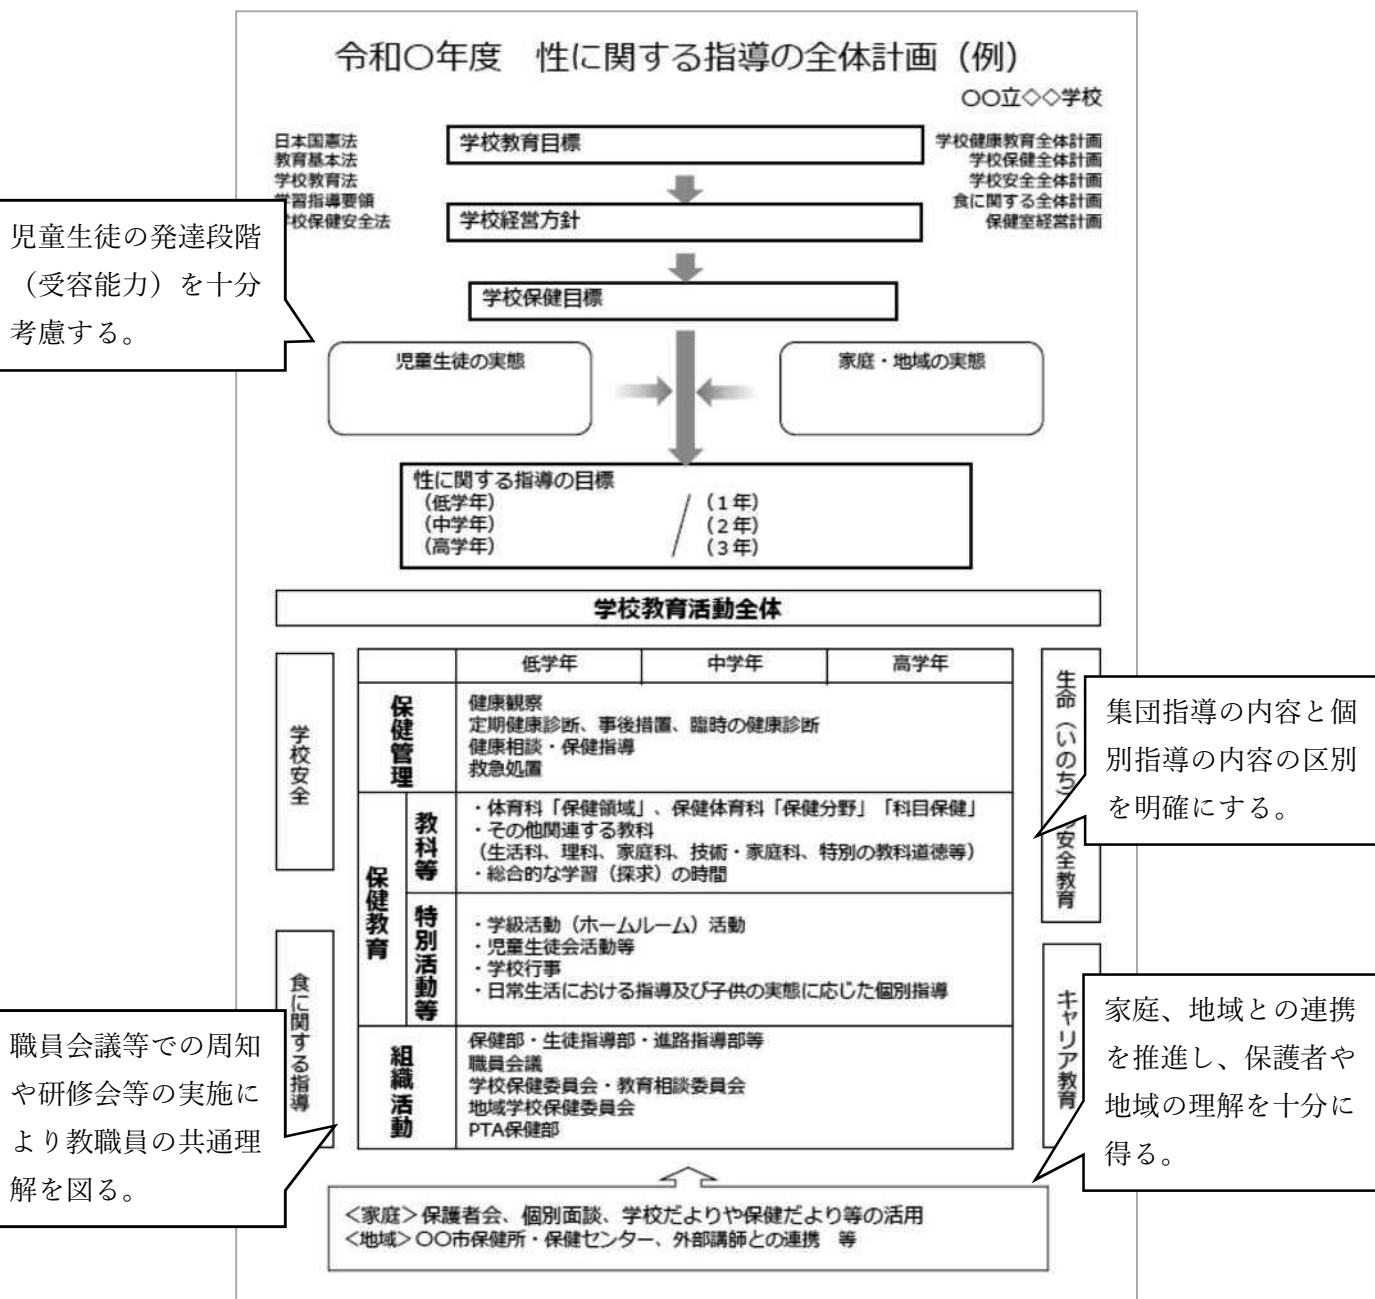 令和〇年度　性に関する指導の全体計画（例）
〇〇立◇◇学校
日本国憲法
教育基本法
学校教育法
学習指導要領
学校保健安全法
学校教育目標
学校経営方針
学校保健目標
学校健康教育全体計画
学校保健全体計画
学校安全全体計画
食に関する全体計画
保健室経営計画
児童生徒の発達段階
（受容能力）を十分
考慮する。
児童生徒の実態
家庭・地域の実態
性に関する指導の目標
（低学年）　／（１年）
（中学年）　（２年）
（高学年）　（３年）
学校教育活動全体
学校安全
食に関する指導
低学年　中学年　高学年
保健管理
健康観察
定期健康診断、事後措置、臨時の健康診断
健康相談・保健指導
救急処置
保健教育
教科等
・体育科「保健領域」、保健体育科「保健分野」「科目保健」
・その他関連する教科
（生活科、理科、家庭科、技術・家庭科、特別の教科道徳等）
・総合的な学習（探求）の時間
特別活動等
・学級活動（ホームルーム）活動
・児童生徒会活動等
・学校行事
・日常生活における指導及び子供の実態に応じた個別指導
組織活動
保健部・生徒指導部・進路指導部等
職員会議
学校保健委員会・教育相談委員会
地域学校保健委員会
PTA保健部
生命（いのち）安全教育
キャリア教育
集団指導の内容と個
別指導の内容の区別
を明確にする。
職員会議等での周知
や研修会等の実施に
より教職員の共通理
解を図る。
家庭、地域との連携
を推進し、保護者や
地域の理解を十分に
得る。
＜家庭＞保護者会、個別面談、学校だよりや保健だより等の活用
＜地域＞〇〇市保健所・保健センター、外部講師との連携　等